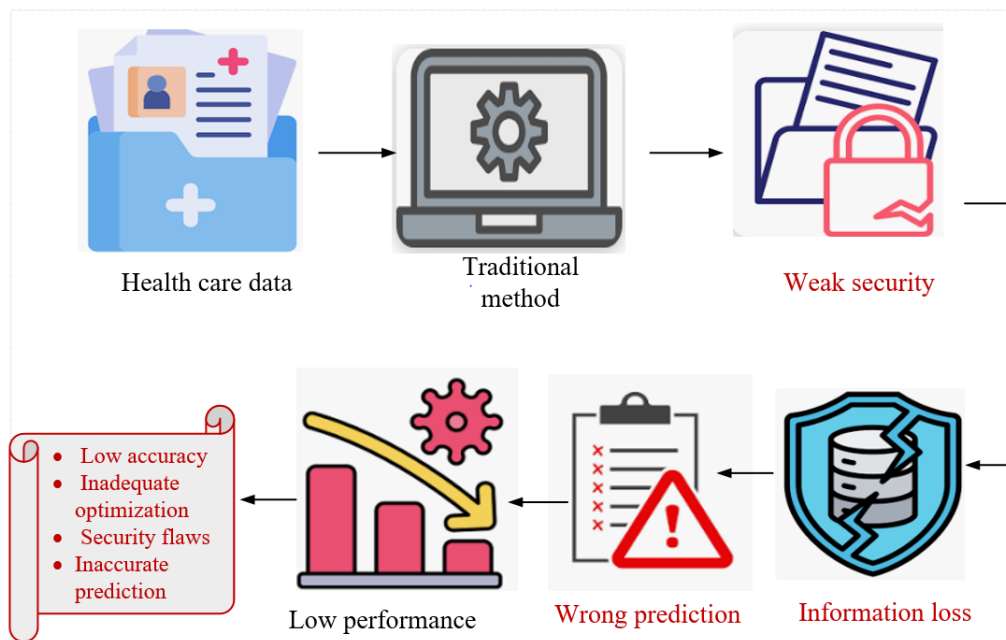 Health care data
Traditional
method
Weak security
Information loss
Wrong prediction
Low performance
• Low accuracy
• Inadequate
optimization
• Security flaws
• Inaccurate
prediction